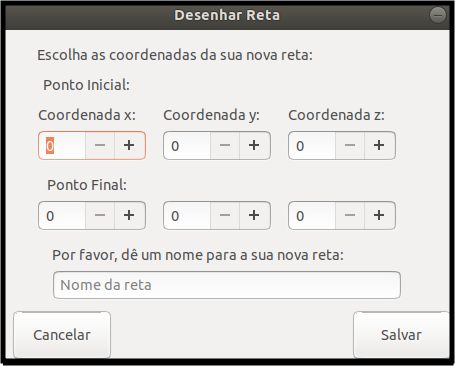 Desenhar Reta
Escolha as coordenadas da sua nova reta:
Ponto Inicial:
Coordenada x: Coordenada y: Coordenada z:
0 − + 0 − + 0 − +
Ponto Final:
0 − + 0 − + 0 − +
Por favor, dê um nome para a sua nova reta:
Nome da reta
Cancelar Salvar